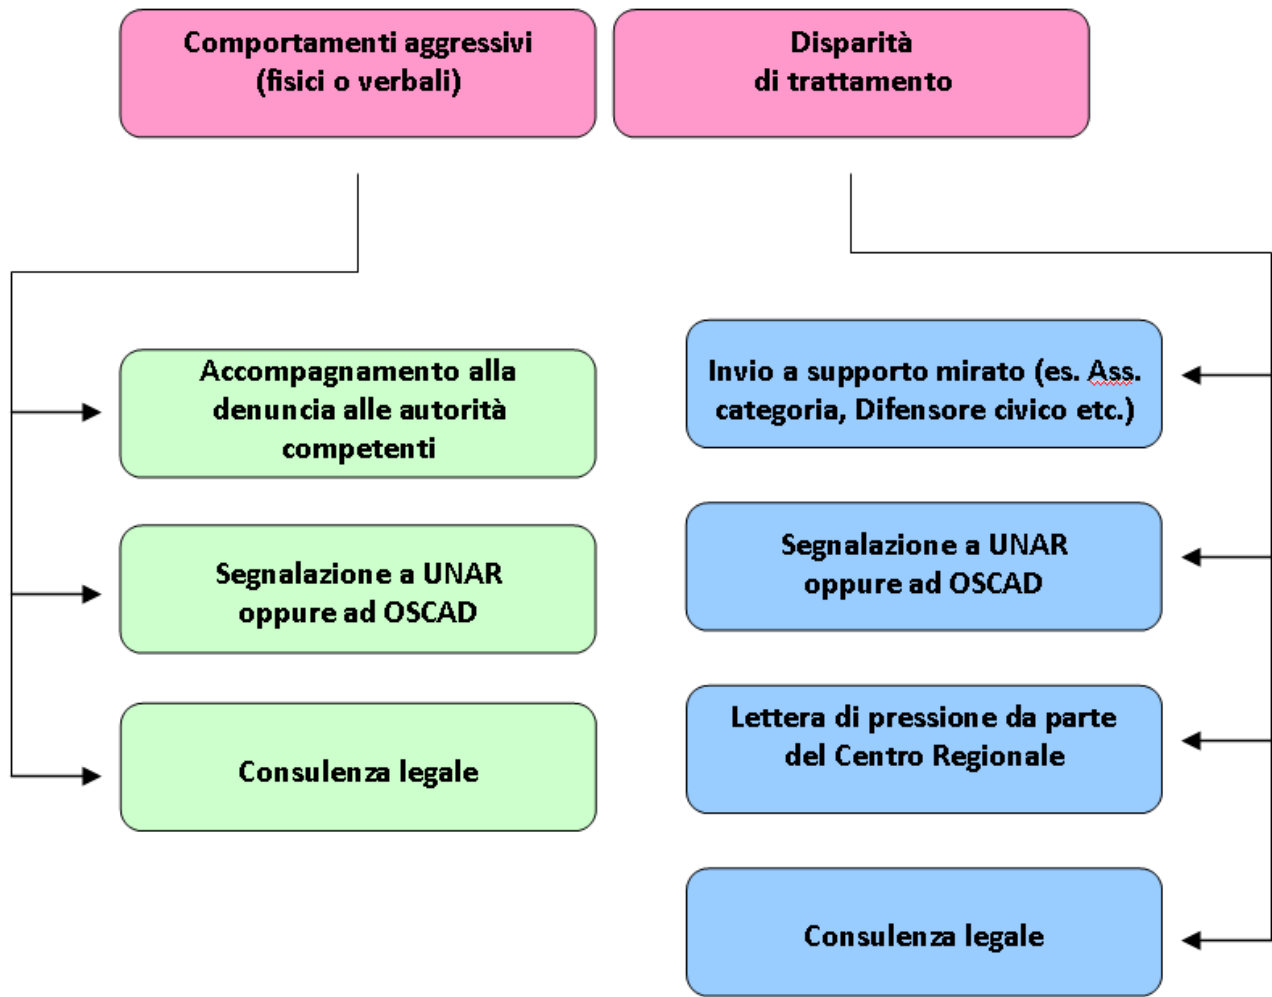 Comportamenti aggressivi
(fisici o verbali)
Disparità
di trattamento
Accompagnamento alla
denuncia alle autorità
competenti
Segnalazione a UNAR
oppure ad OSCAD
Consulenza legale
Invio a supporto mirato (es. Ass.
categoria, Difensore civico etc.)
Segnalazione a UNAR
oppure ad OSCAD
Lettera di pressione da parte
del Centro Regionale
Consulenza legale